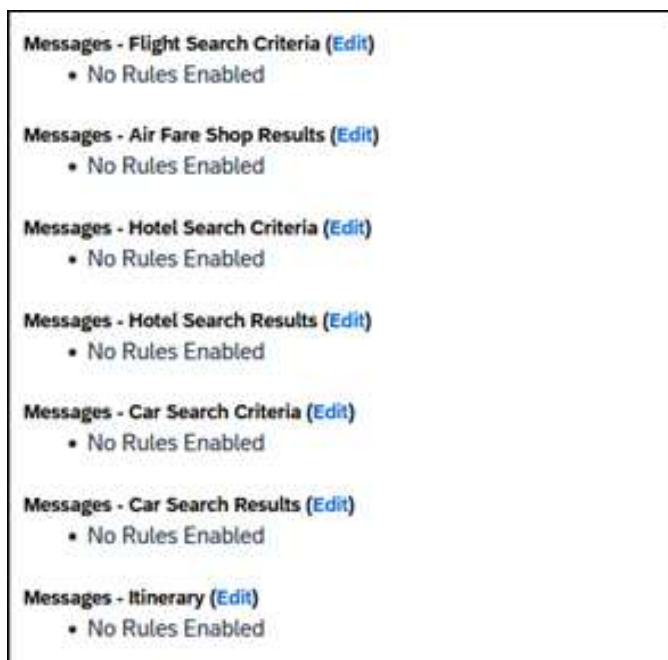 Messages - Flight Search Criteria (Edit)
• No Rules Enabled
Messages - Air Fare Shop Results (Edit)
• No Rules Enabled
Messages - Hotel Search Criteria (Edit)
• No Rules Enabled
Messages - Hotel Search Results (Edit)
• No Rules Enabled
Messages - Car Search Criteria (Edit)
• No Rules Enabled
Messages - Car Search Results (Edit)
• No Rules Enabled
Messages - Itinerary (Edit)
• No Rules Enabled